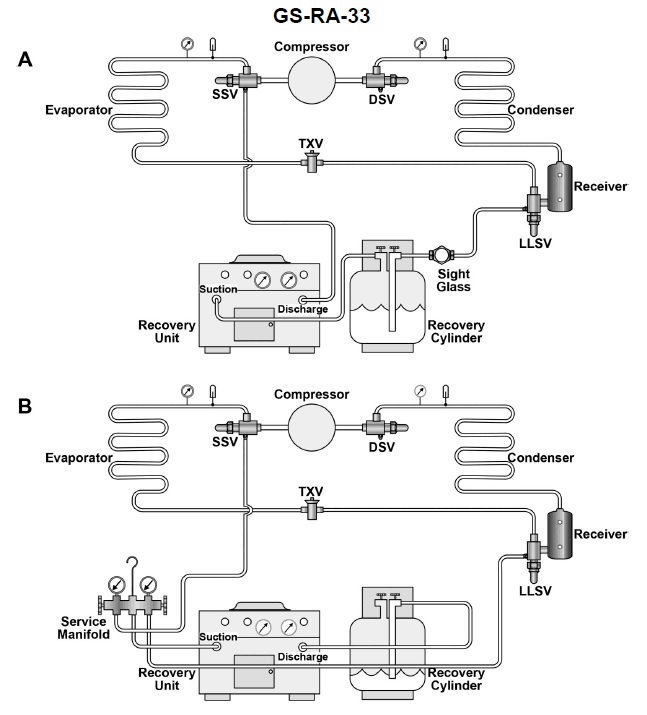 GS-RA-33
A
Compressor
SSV
DSV
Evaporator
Condenser
TXV
Receiver
LLSV
Sight
Glass
Suction
Discharge
Recovery
Unit
Recovery
Cylinder
B
Compressor
SSV
DSV
Evaporator
Condenser
TXV
Receiver
LLSV
Service
Manifold
Suction
Discharge
Recovery
Unit
Recovery
Cylinder